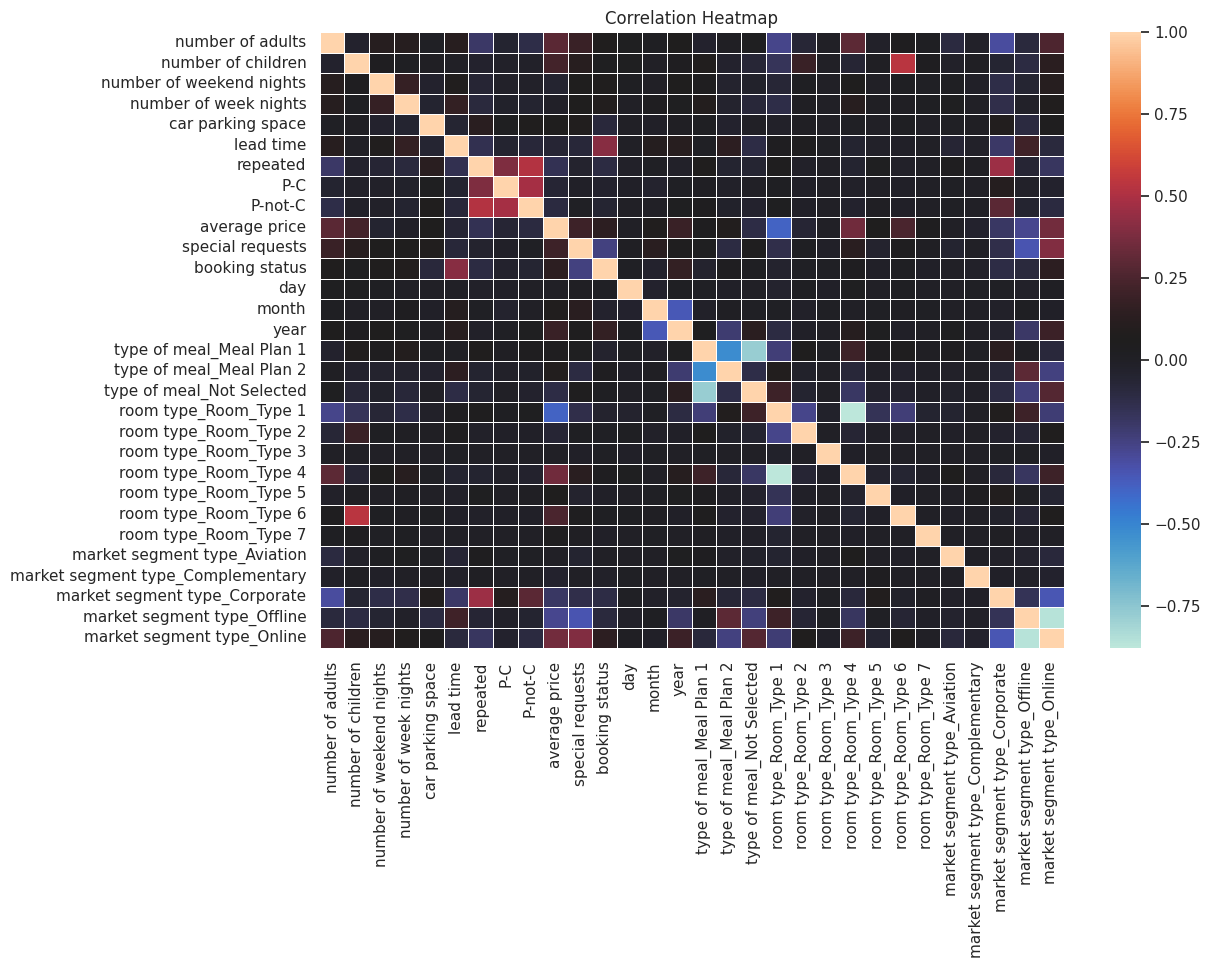 Correlation Heatmap
number of adults
number of children
number of weekend nights
number of week nights
car parking space
lead time
repeated
P-C
P-not-C
average price
special requests
booking status
day
month
year
type of meal_Meal Plan 1
type of meal_Meal Plan 2
type of meal_Not Selected
room type_Room_Type 1
room type_Room_Type 2
room type_Room_Type 3
room type_Room_Type 4
room type_Room_Type 5
room type_Room_Type 6
room type_Room_Type 7
market segment type_Aviation
market segment type_Complementary
market segment type_Corporate
market segment type_Offline
market segment type_Online
number of adults
number of children
number of weekend nights
number of week nights
car parking space
lead time
repeated
P-C
P-not-C
average price
special requests
booking status
day
month
year
type of meal_Meal Plan 1
type of meal_Meal Plan 2
type of meal_Not Selected
room type_Room_Type 1
room type_Room_Type 2
room type_Room_Type 3
room type_Room_Type 4
room type_Room_Type 5
room type_Room_Type 6
room type_Room_Type 7
market segment type_Aviation
market segment type_Complementary
market segment type_Corporate
market segment type_Offline
market segment type_Online
1.00
0.75
0.50
0.25
0.00
−0.25
−0.50
−0.75